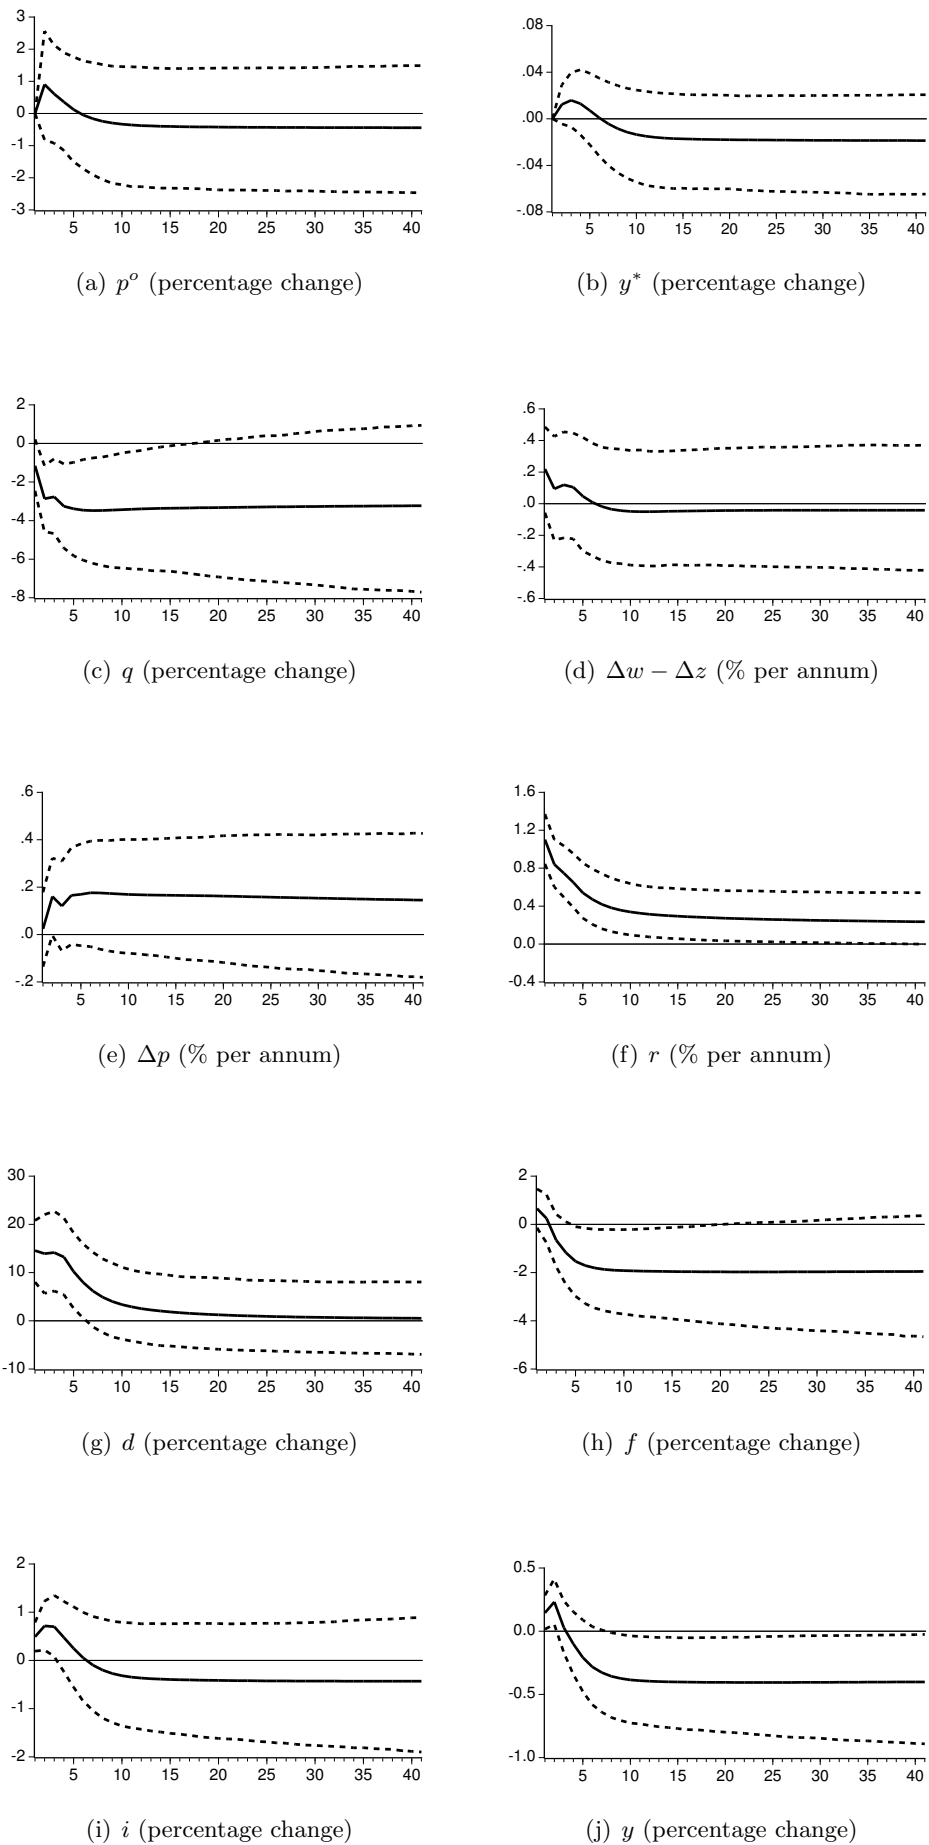 3
2
1
0
-1
-2
-3
5 10 15 20 25 30 35 40
(a) p^o (percentage change)
.08
.04
.00
-.04
-.08
5 10 15 20 25 30 35 40
(b) y^* (percentage change)
2
0
-2
-4
-6
-8
5 10 15 20 25 30 35 40
(c) q (percentage change)
.6
.4
.2
.0
-.2
-.4
-.6
5 10 15 20 25 30 35 40
(d) Δw − Δz (% per annum)
.6
.4
.2
.0
-.2
5 10 15 20 25 30 35 40
(e) Δp (% per annum)
1.6
1.2
0.8
0.4
0.0
-0.4
5 10 15 20 25 30 35 40
(f) r (% per annum)
30
20
10
0
-10
5 10 15 20 25 30 35 40
(g) d (percentage change)
2
0
-2
-4
-6
5 10 15 20 25 30 35 40
(h) f (percentage change)
2
1
0
-1
-2
5 10 15 20 25 30 35 40
(i) i (percentage change)
0.5
0.0
-0.5
-1.0
5 10 15 20 25 30 35 40
(j) y (percentage change)